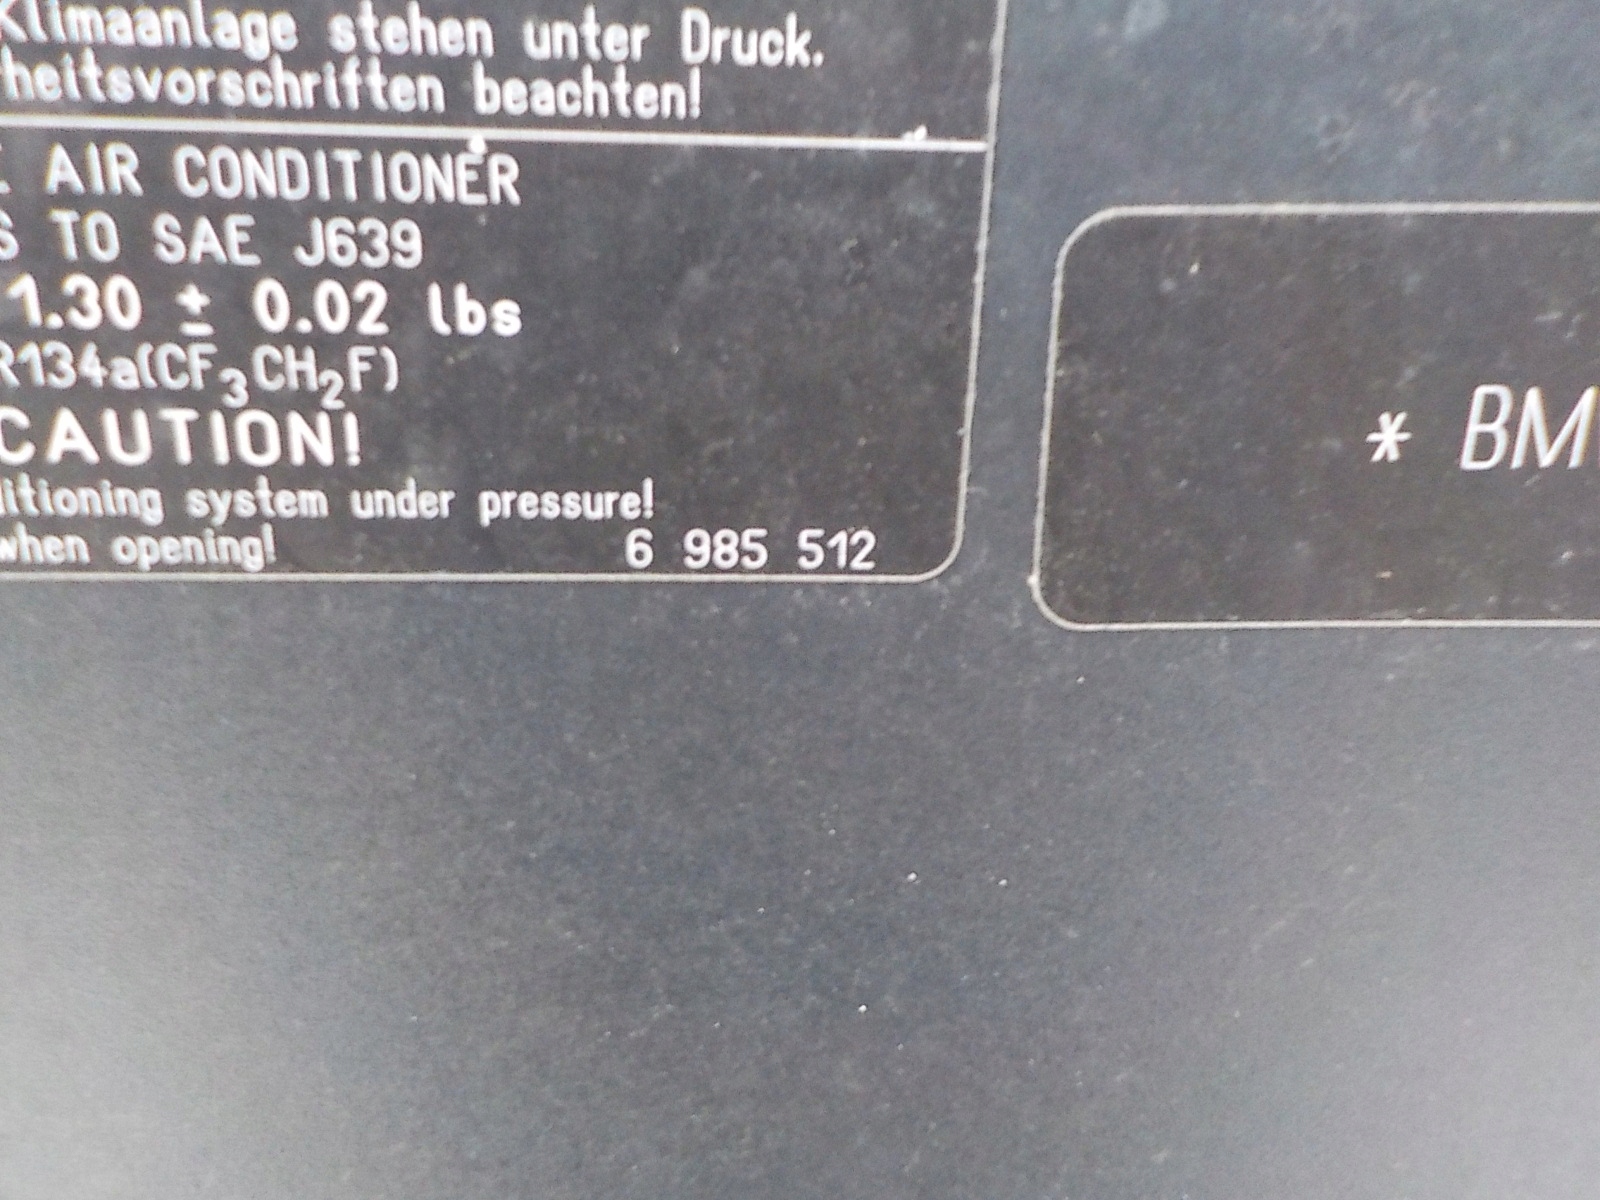 Klimaanlage stehen unter Druck.
heitsvorschriften beachten!
AIR CONDITIONER
S TO SAE J639
1.30 ± 0.02 lbs
R134a(CF3CH2F)
CAUTION!
ditioning system under pressure!
when opening!
6 985 512
* BM